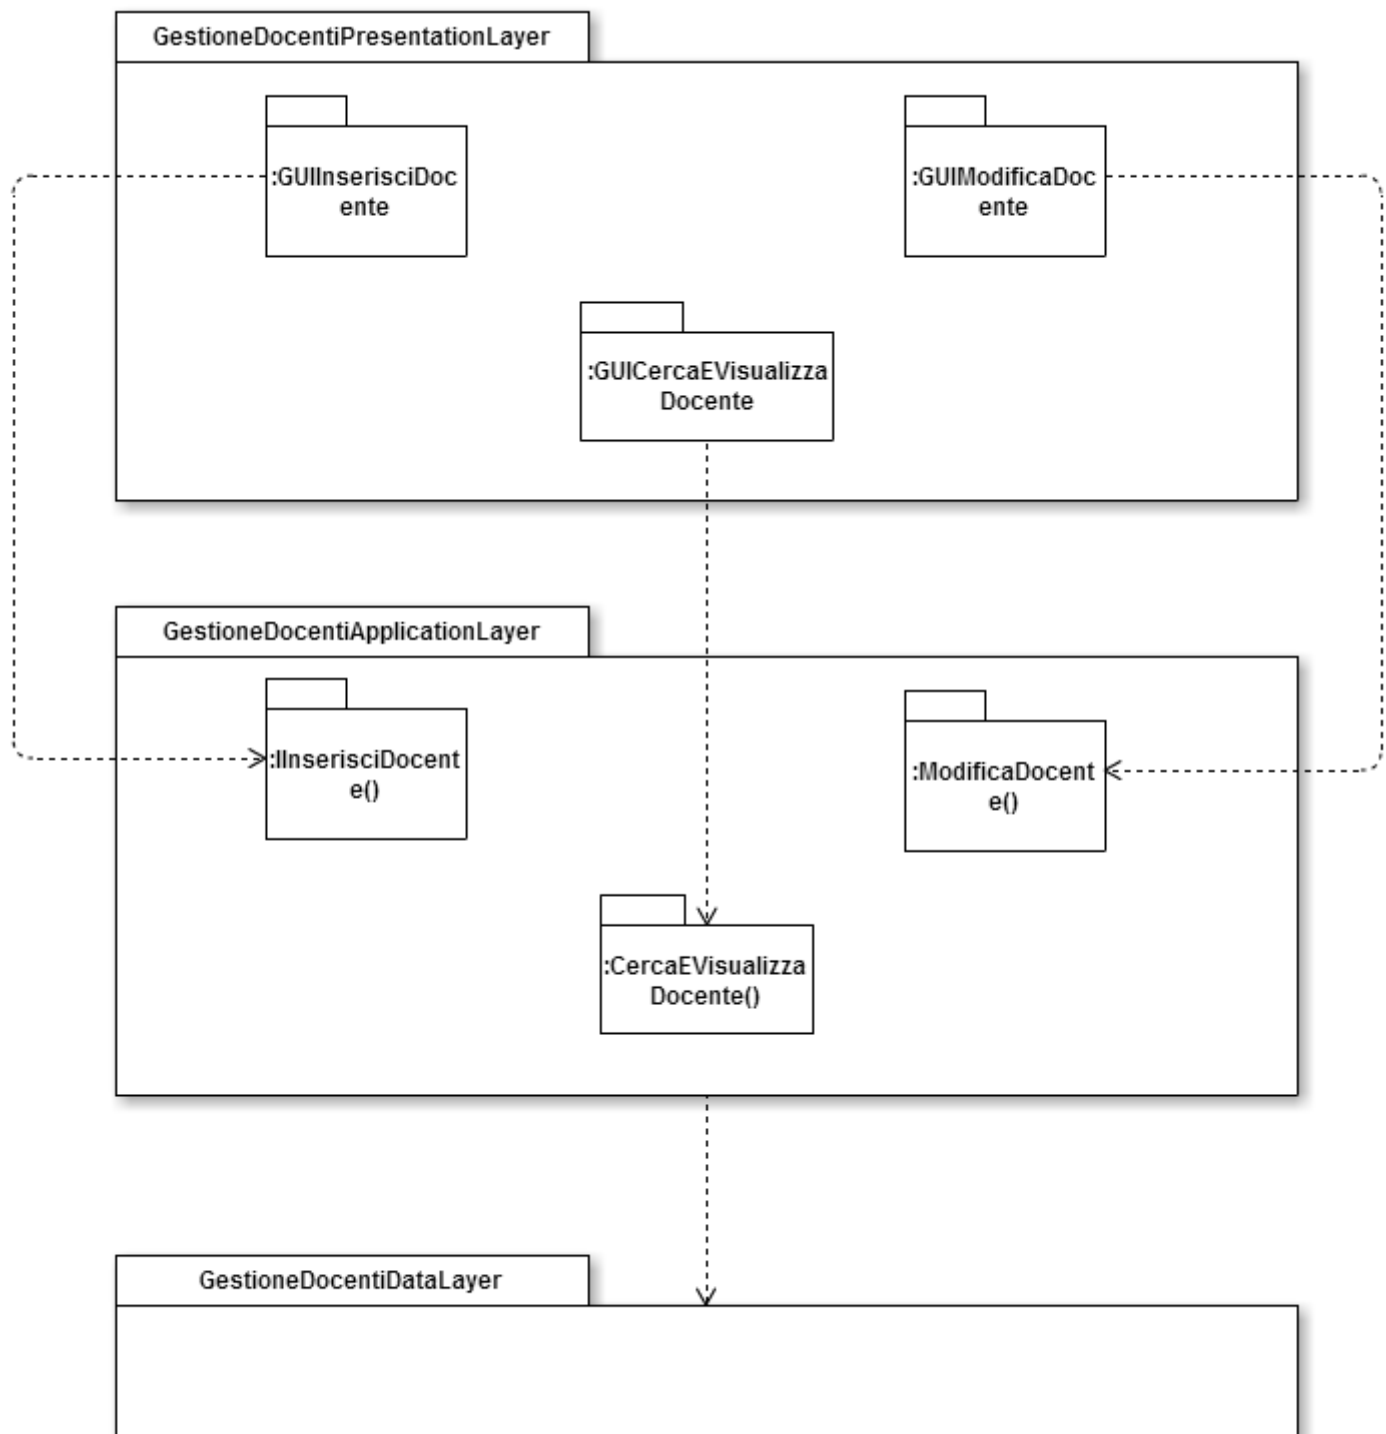 GestioneDocentiPresentationLayer
:GUIInserisciDoc
ente
:GUIModificaDoc
ente
:GUICercaEVisualizza
Docente
GestioneDocentiApplicationLayer
:IInserisciDocent
e()
:ModificaDocent
e()
:CercaEVisualizza
Docente()
GestioneDocentiDataLayer